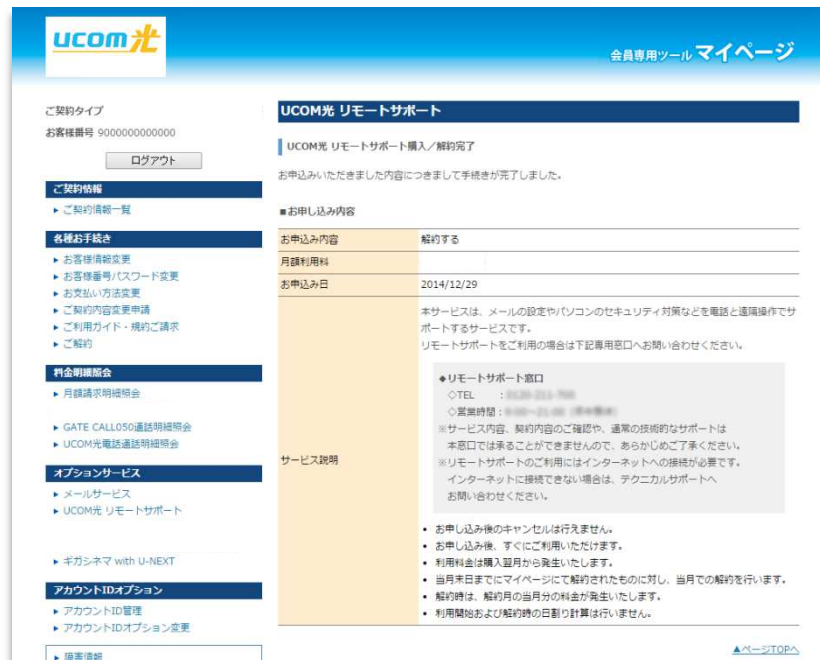 ucom光
会員専用ツール マイページ
ご契約タイプ
お客様番号 9000000000000
ログアウト
ご契約情報
ご契約情報一覧
各種お手続き
お客様情報変更
お客様番号パスワード変更
お支払い方法変更
ご契約内容変更申請
ご利用ガイド・規約ご請求
ご解約
料金明細照会
月額請求明細照会
GATE CALL050通話明細照会
UCOM光電話通話明細照会
オプションサービス
メールサービス
UCOM光 リモートサポート
ギガシネマ with U-NEXT
アカウントIDオプション
アカウントID管理
アカウントIDオプション変更
障害情報
UCOM光 リモートサポート
UCOM光 リモートサポート購入／解約完了
お申込みいただきました内容につきまして手続きが完了しました。
■お申し込み内容
お申込み内容 解約する
月額利用料
お申込み日 2014/12/29
サービス説明
本サービスは、メールの設定やパソコンのセキュリティ対策などを電話と遠隔操作でサ
ポートするサービスです。
リモートサポートをご利用の場合は下記専用窓口へお問い合わせください。
◆リモートサポート窓口
◇TEL ：
◇営業時間：
※サービス内容、契約内容のご確認や、通常の技術的なサポートは
本窓口では承ることができませんので、あらかじめご了承ください。
※リモートサポートのご利用にはインターネットへの接続が必要です。
インターネットに接続できない場合は、テクニカルサポートへ
お問い合わせください。
• お申し込み後のキャンセルは行えません。
• お申し込み後、すぐにご利用いただけます。
• 利用料金は購入翌月から発生いたします。
• 当月末日までにマイページにて解約されたものに対し、当月での解約を行います。
• 解約時は、解約月の当月分の料金が発生いたします。
• 利用開始および解約時の日割り計算は行いません。
▲ページTOPへ